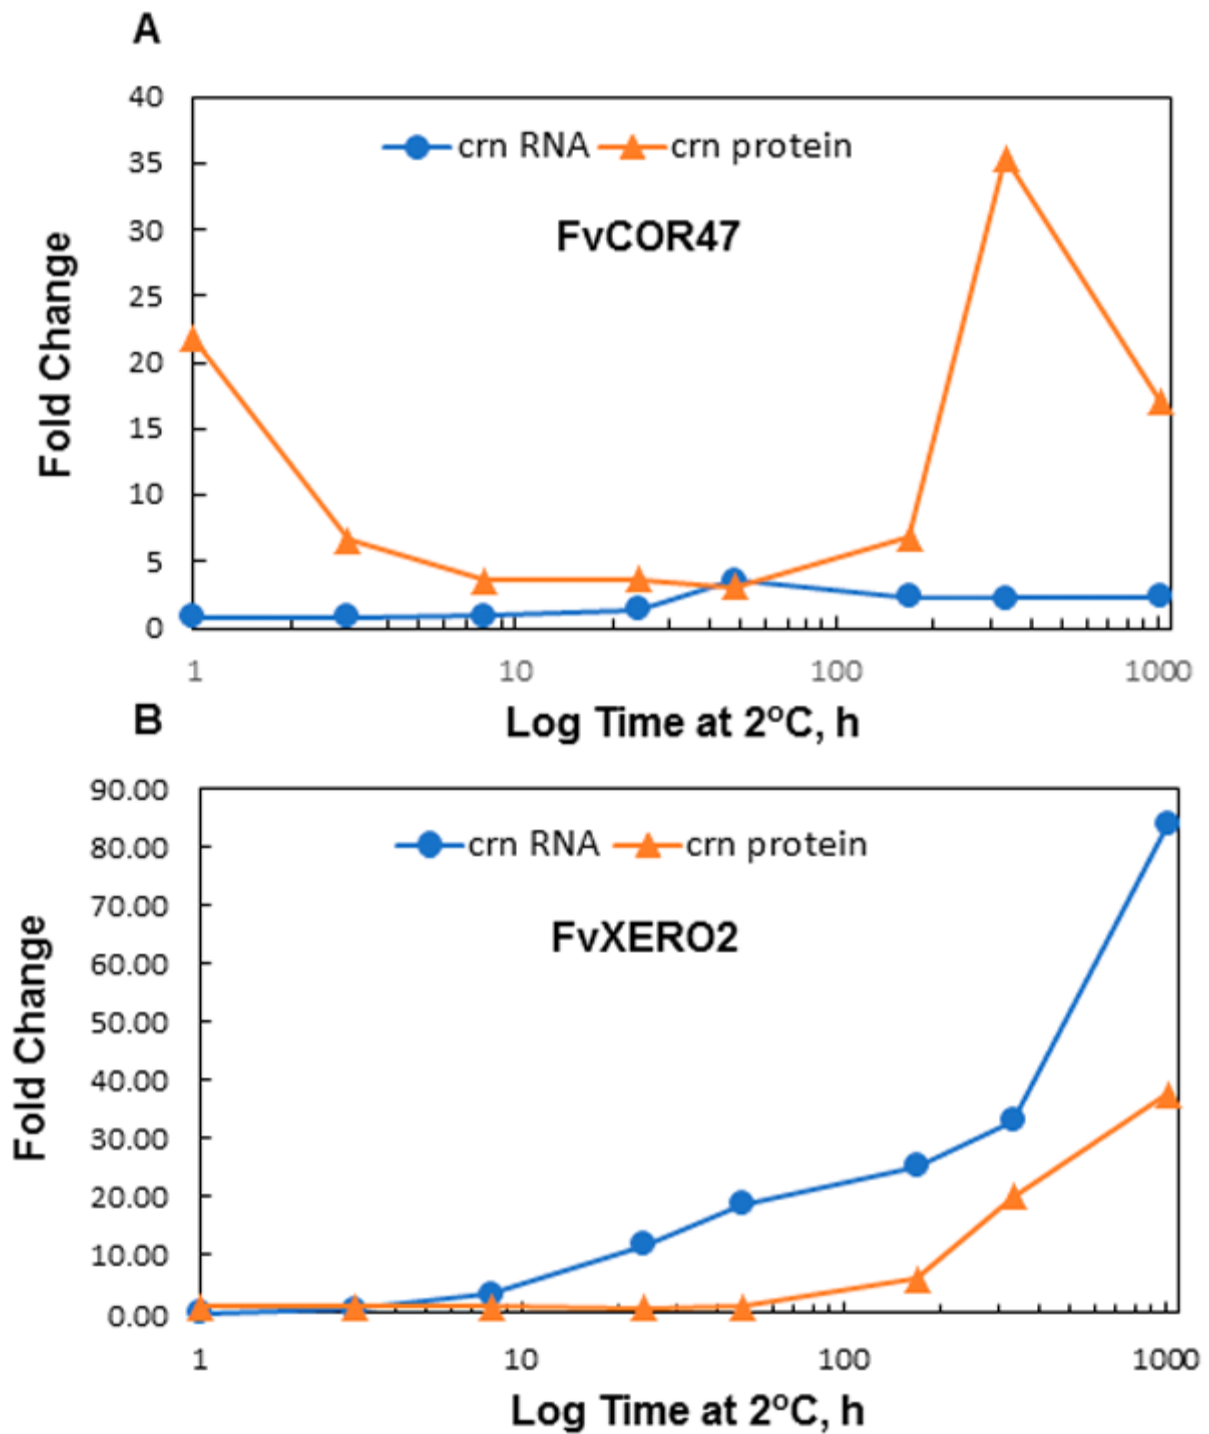 A
40
crn RNA crn protein
35
FvCOR47
30
25
20
15
10
5
0
Fold Change
1 10 100 1000
Log Time at 2°C, h
B
90.00
crn RNA crn protein
80.00
70.00
FvXERO2
60.00
50.00
40.00
30.00
20.00
10.00
0.00
Fold Change
1 10 100 1000
Log Time at 2°C, h